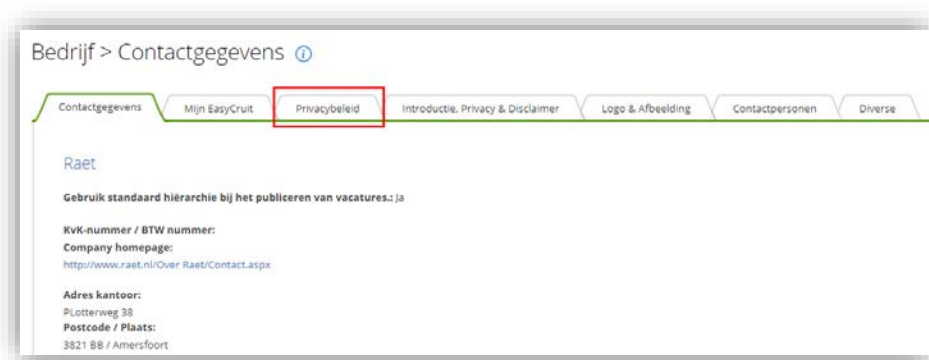 Bedrijf > Contactgegevens
Contactgegevens Mijn EasyCruit Privacybeleid Introductie, Privacy & Disclaimer Logo & Afbeelding Contactpersonen Diverse
Raet
Gebruik standaard hiërarchie bij het publiceren van vacatures.: Ja
KvK-nummer / BTW nummer:
Company homepage:
http://www.raet.nl/Over Raet/Contact.aspx
Adres kantoor:
PLotterweg 38
Postcode / Plaats:
3821 BB / Amersfoort